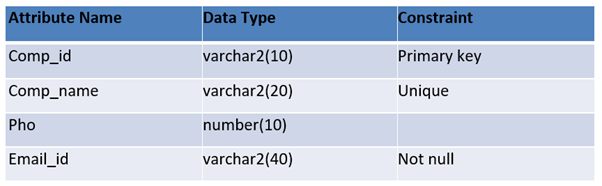 Attribute Name Data Type Constraint
Comp_id varchar2(10) Primary key
Comp_name varchar2(20) Unique
Pho number(10)
Email_id varchar2(40) Not null